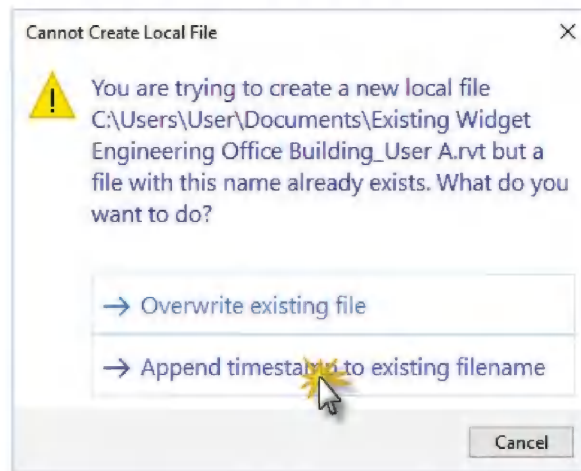 Cannot Create Local File
You are trying to create a new local file
C:\Users\User\Documents\Existing Widget
Engineering Office Building_User A.rvt but a
file with this name already exists. What do you
want to do?
→ Overwrite existing file
→ Append timestamp to existing filename
Cancel